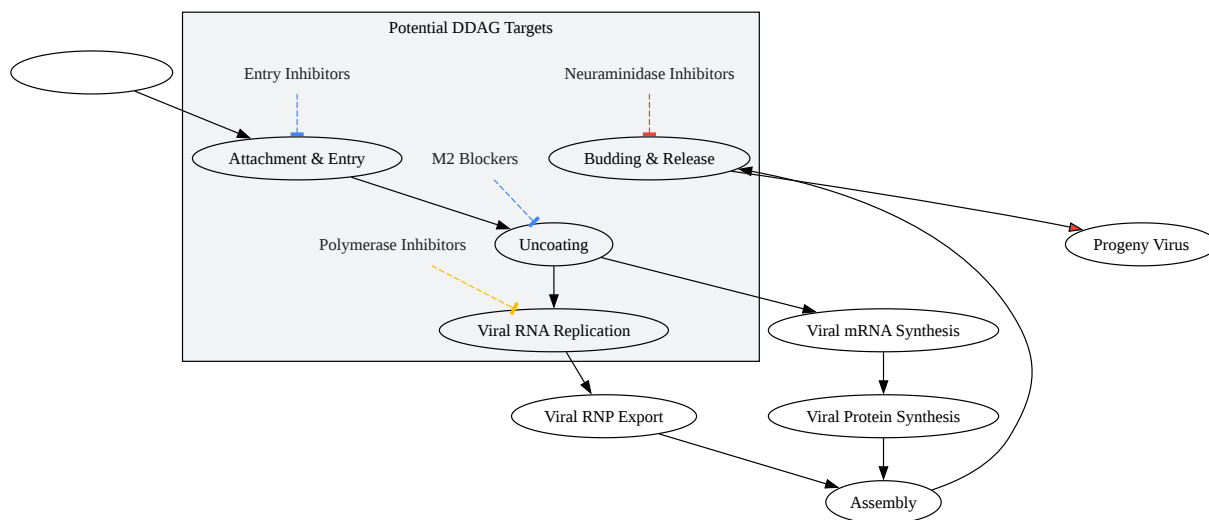 Potential DDAG Targets
Entry Inhibitors
Neuraminidase Inhibitors
Attachment & Entry
M2 Blockers
Budding & Release
Polymerase Inhibitors
Uncoating
Progeny Virus
Viral RNA Replication
Viral mRNA Synthesis
Viral RNP Export
Viral Protein Synthesis
Assembly